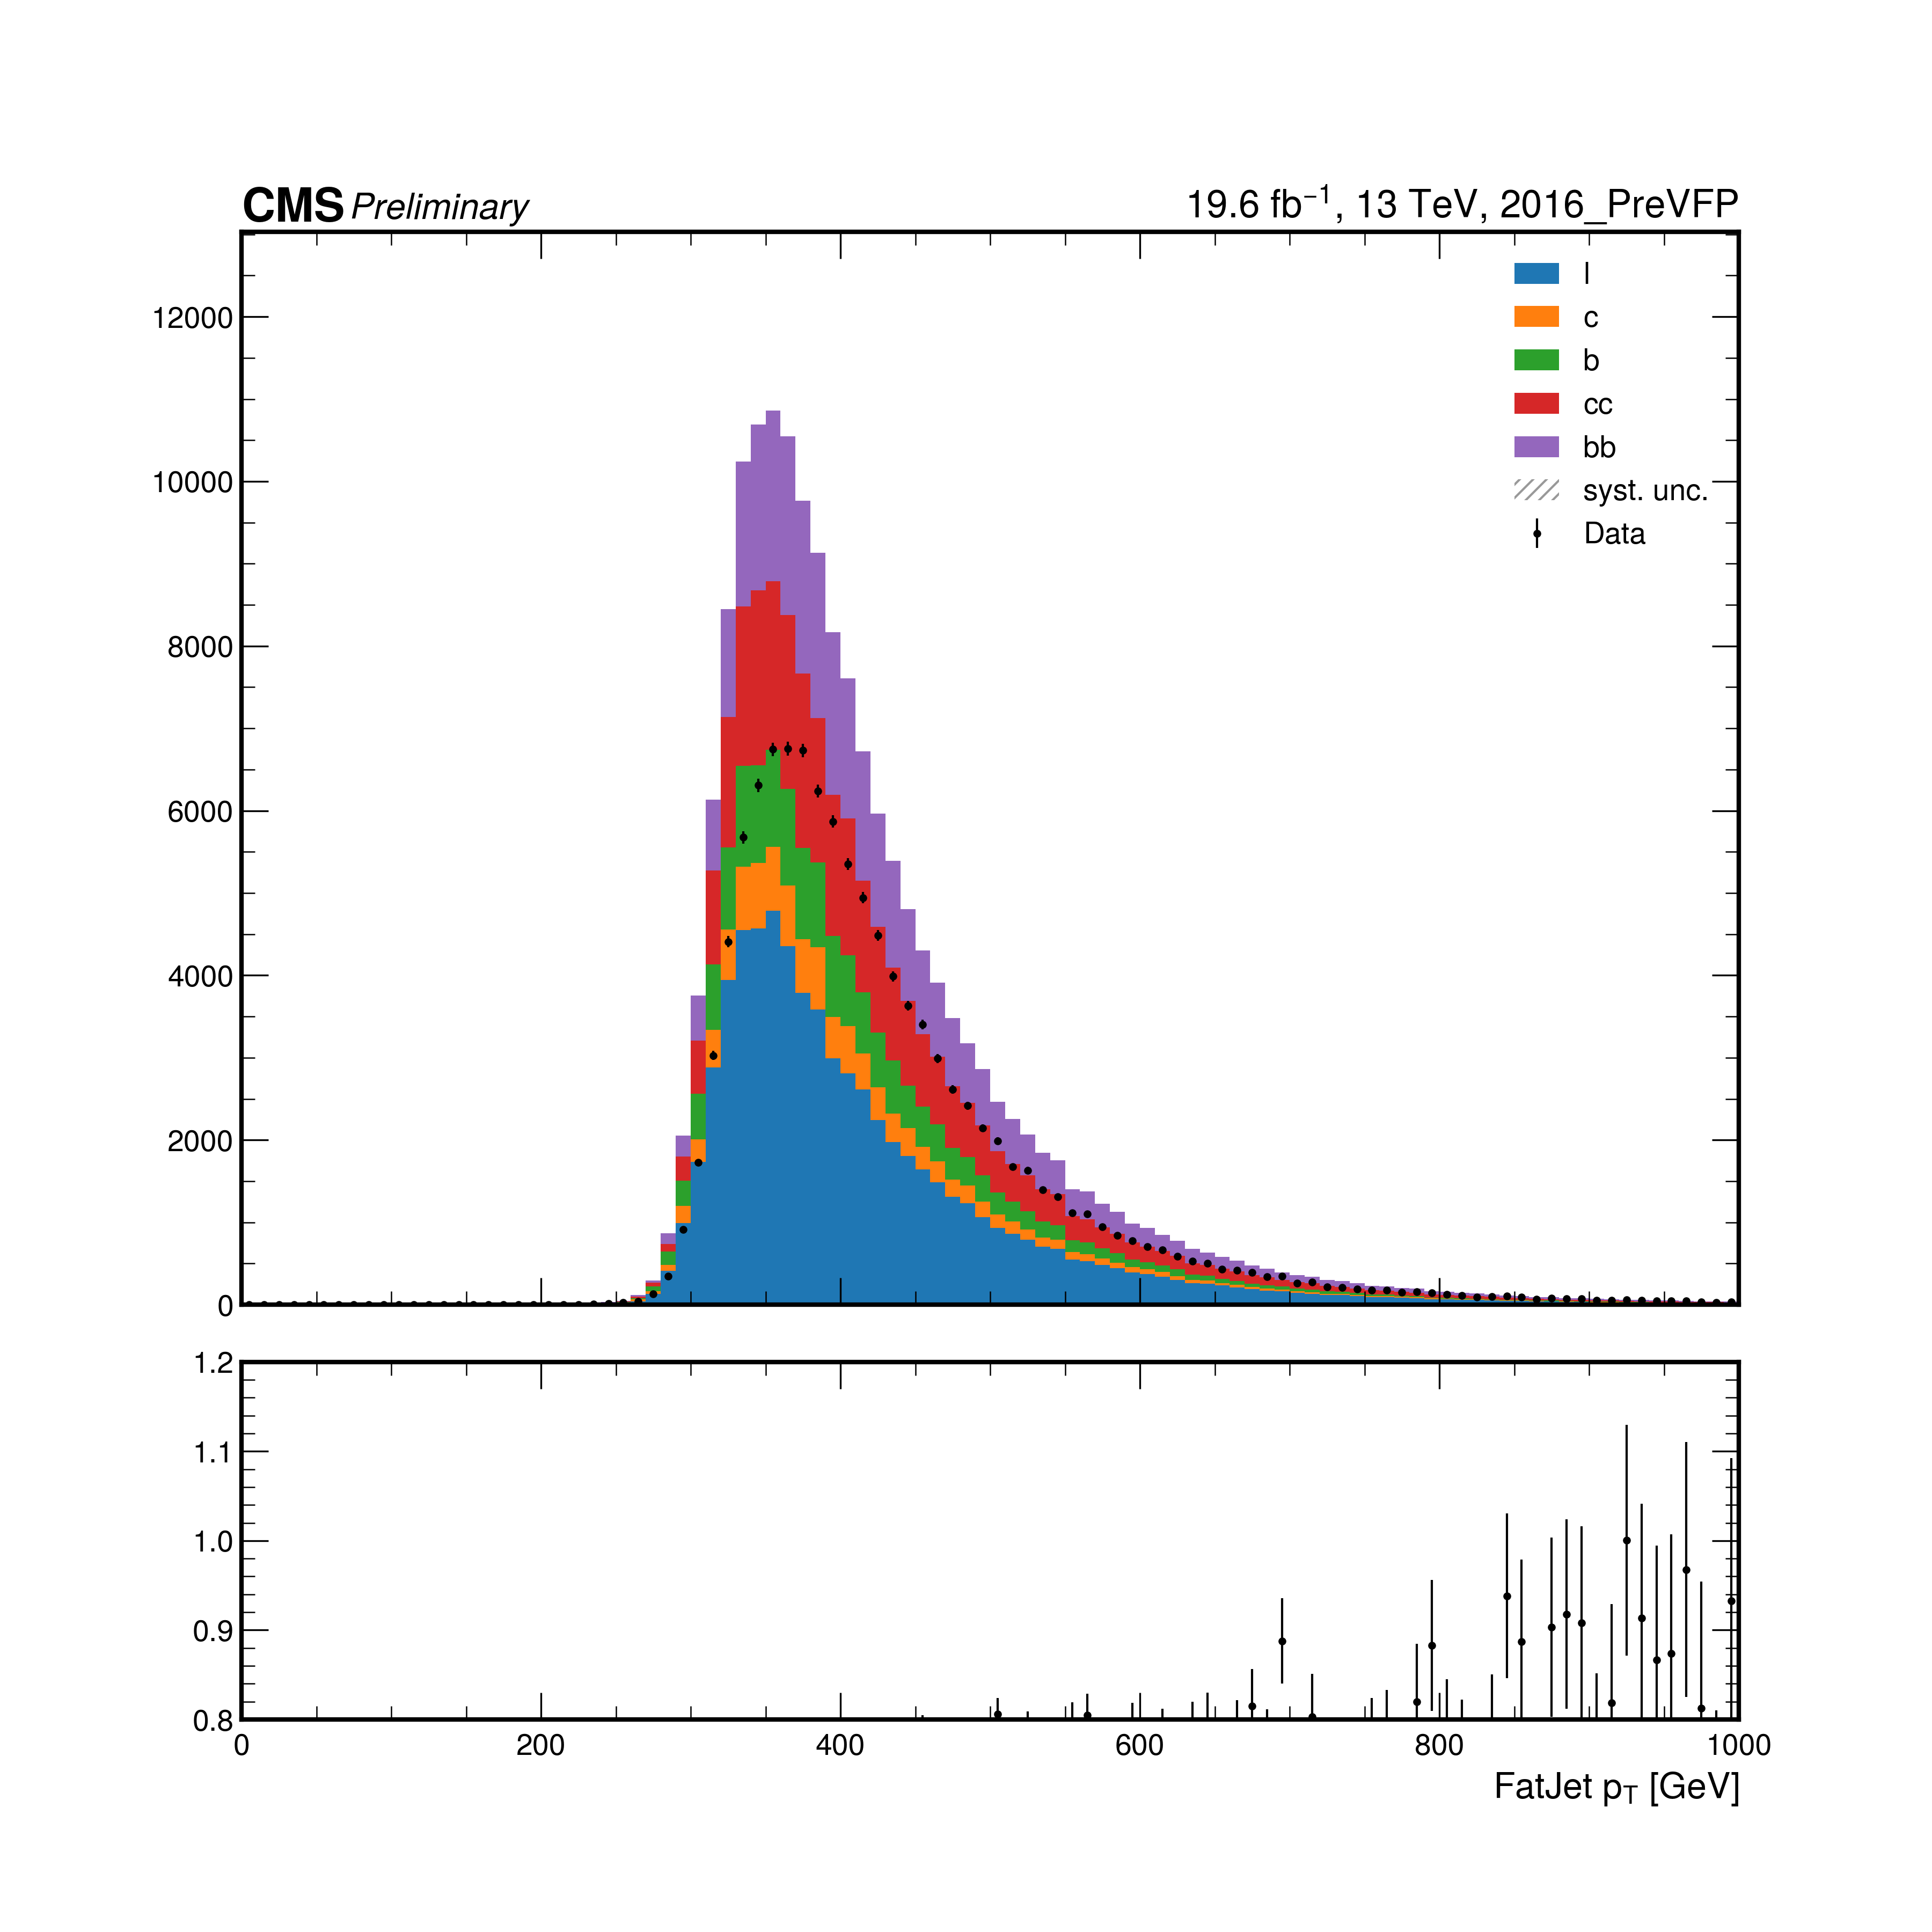 CMS Preliminary 19.6 fb⁻¹, 13 TeV, 2016_PreVFP
l
c
b
cc
bb
syst. unc.
Data
12000
10000
8000
6000
4000
2000
0
1.2
1.1
1.0
0.9
0.8
0 200 400 600 800 1000
FatJet pT [GeV]